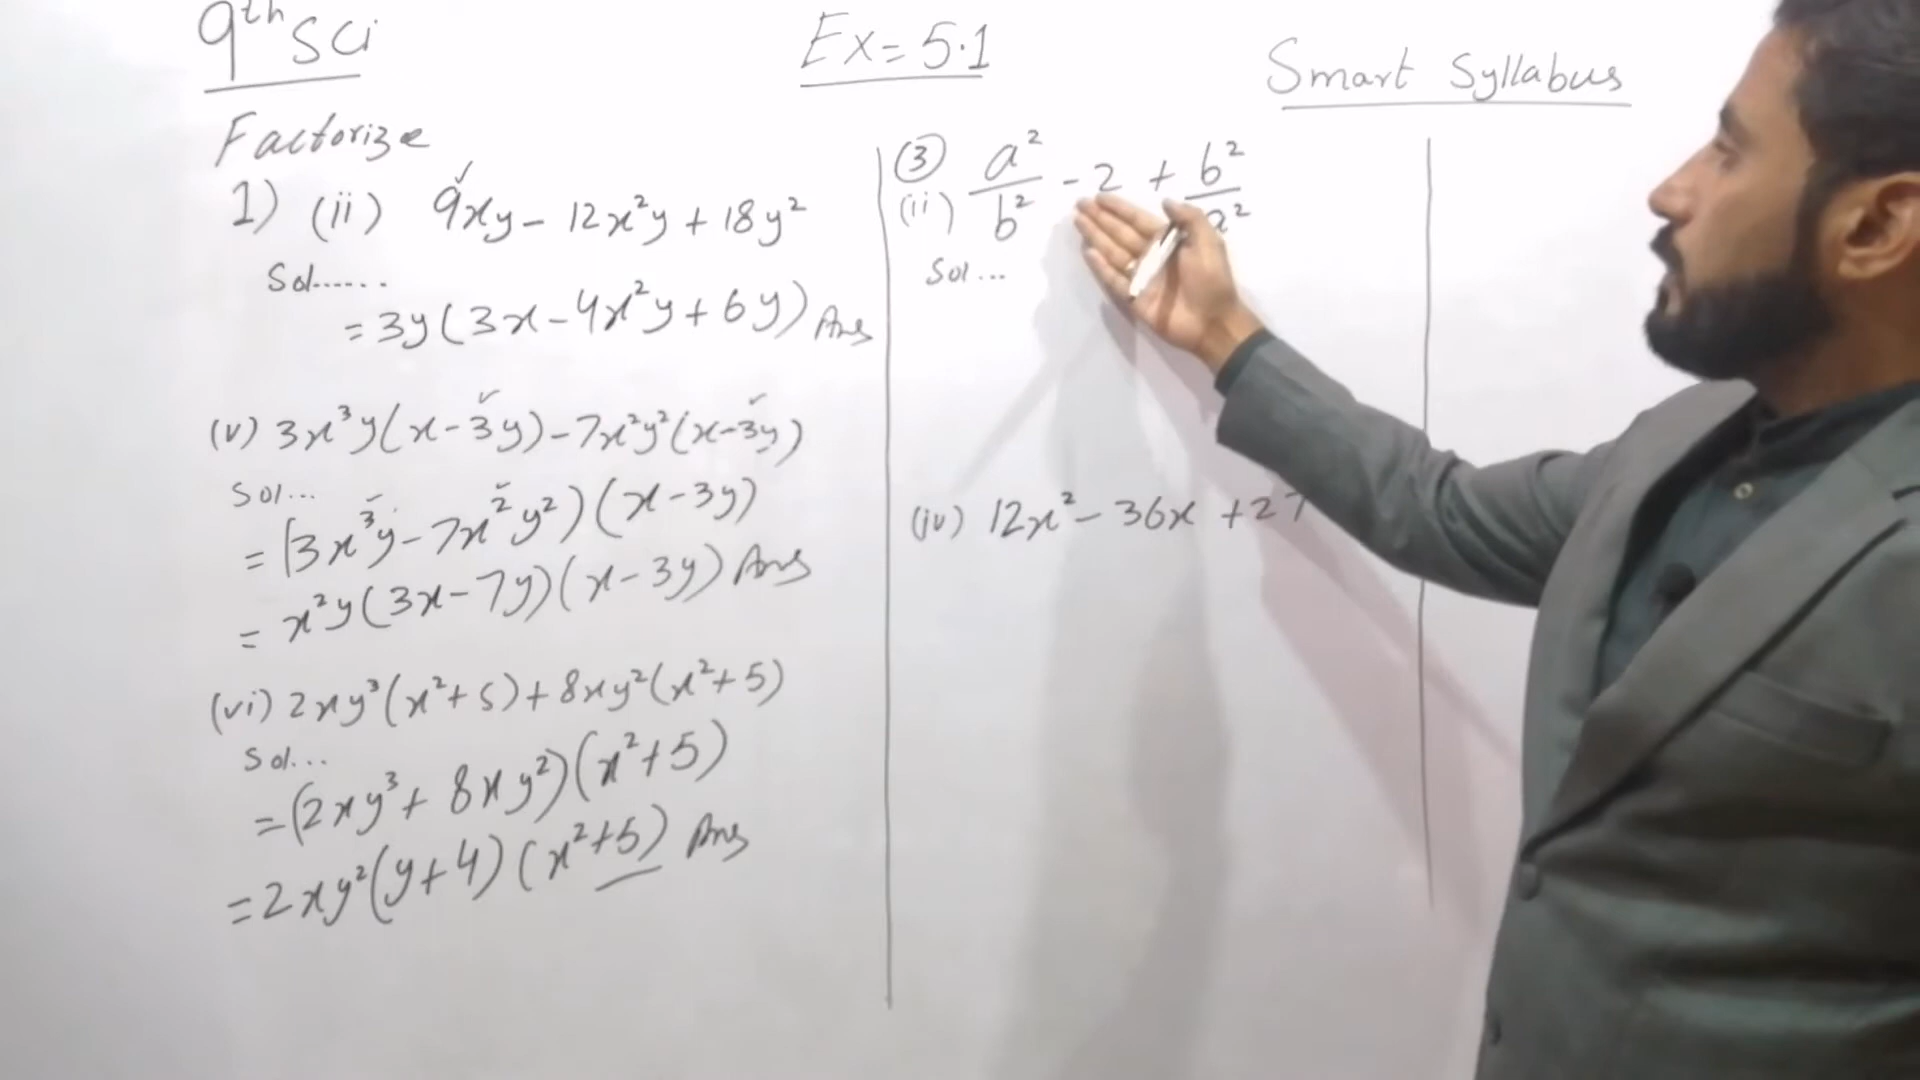 9th Sci
Ex = 5.1
Smart Syllabus
Factorize
1) (ii) 9xy - 12x²y + 18y²
Sol......
= 3y(3x - 4x²y + 6y) Ans
(v) 3x³y(x - 3y) - 7x²y²(x - 3y)
Sol...
= (3x³y - 7x²y²)(x - 3y)
= x²y(3x - 7y)(x - 3y) Ans
(vi) 2xy³(x² + 5) + 8xy²(x² + 5)
Sol...
= (2xy³ + 8xy²)(x² + 5)
= 2xy²(y + 4)(x² + 5) Ans
③ (ii) a²/b² - 2 + b²/a²
Sol...
(iv) 12x² - 36x + 27